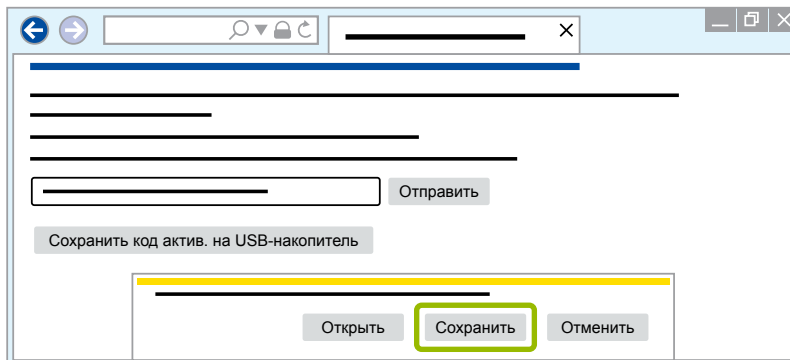 Отправить
Сохранить код актив. на USB-накопитель
Открыть Сохранить Отменить